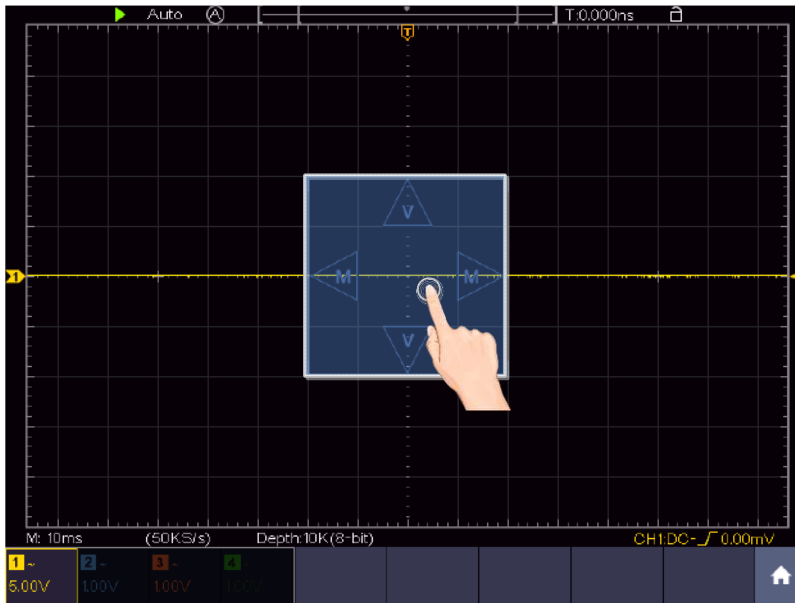 Auto A T:0.000ns
T
V
M M
1
V
M: 10ms (50KS/s) Depth:10K(8-bit) CH1:DC- 0.00mV
1 ~ 2 ~ 3 ~ 4 ~
5.00V 1.00V 1.00V 1.00V